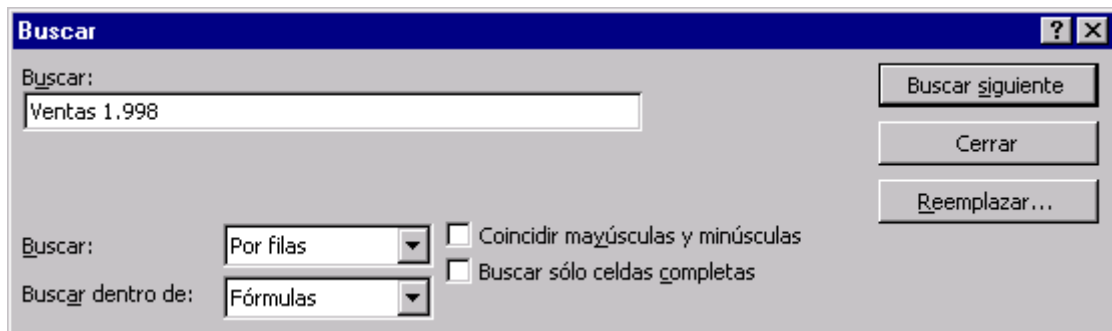 Buscar
Buscar:
Ventas 1.998
Buscar siguiente
Cerrar
Reemplazar...
Buscar: Por filas
Coincidir mayúsculas y minúsculas
Buscar dentro de: Fórmulas
Buscar sólo celdas completas